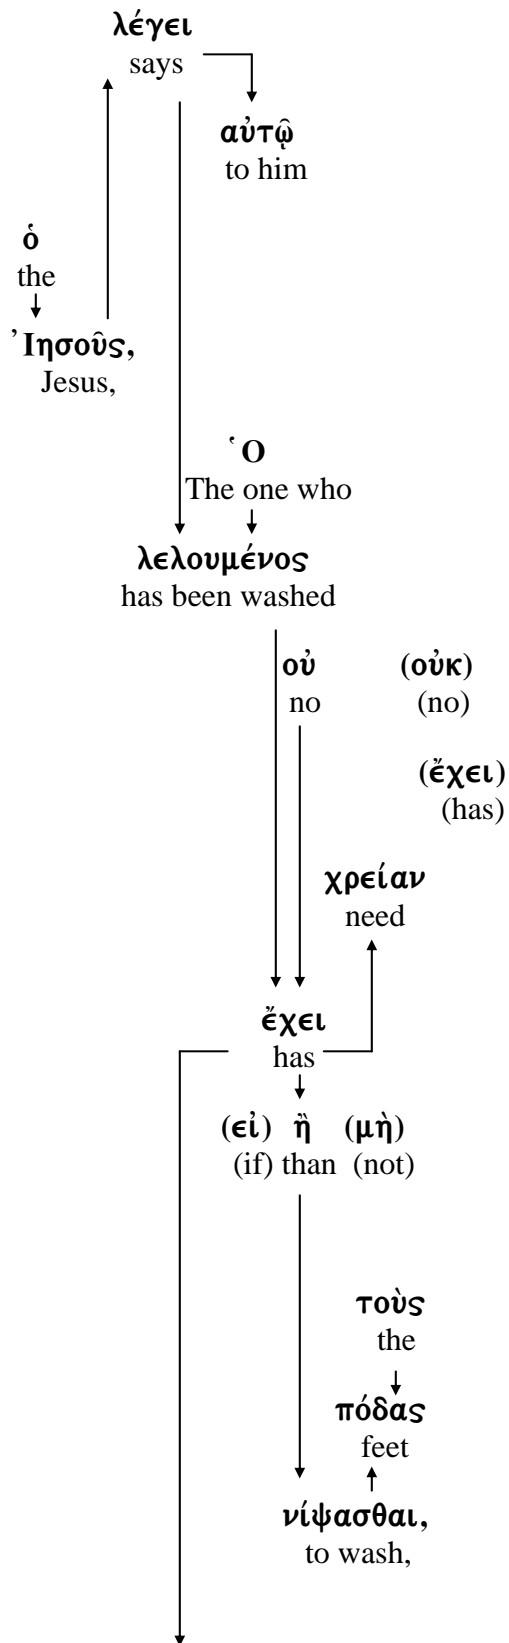 λέγει
says
αὐτῷ
to him
ὁ
the
Ἰησοῦς,
Jesus,
Ὁ
The one who
λελουμένος
has been washed
οὐ (οὐκ)
no (no)
(ἔχει)
(has)
χρείαν
need
ἔχει
has
(εἰ) ἢ (μὴ)
(if) than (not)
τοὺς
the
πόδας
feet
νίψασθαι,
to wash,